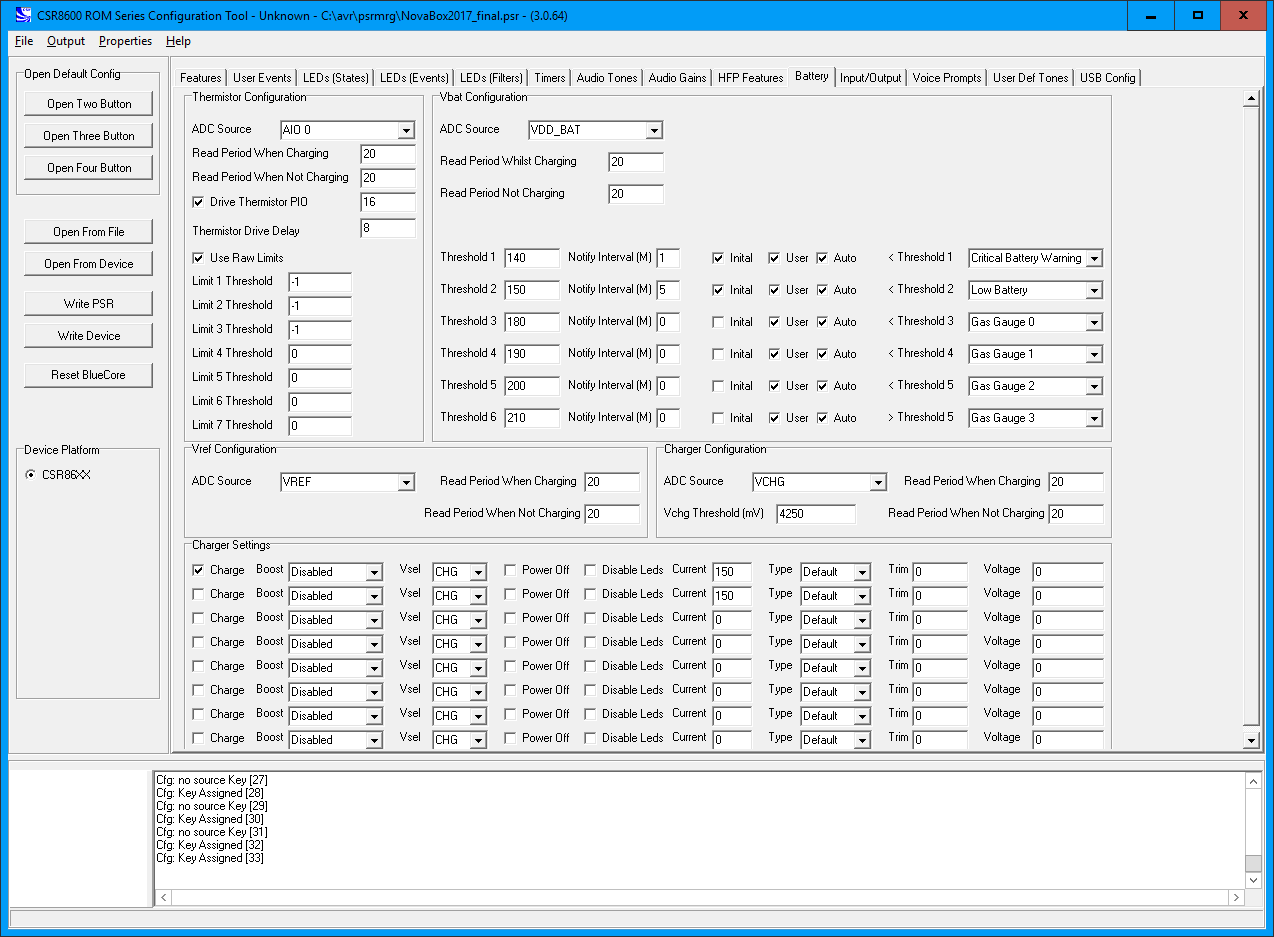 CSR8600 ROM Series Configuration Tool - Unknown - C:\avr\psrmrg\NovaBox2017_final.psr - (3.0.64)
File Output Properties Help
Open Default Config
Open Two Button
Open Three Button
Open Four Button
Open From File
Open From Device
Write PSR
Write Device
Reset BlueCore
Device Platform
CSR86XX
Features User Events LEDs (States) LEDs (Events) LEDs (Filters) Timers Audio Tones Audio Gains HFP Features Battery Input/Output Voice Prompts User Def Tones USB Config
Thermistor Configuration
ADC Source AIO 0
Read Period When Charging 20
Read Period When Not Charging 20
Drive Thermistor PIO 16
Thermistor Drive Delay 8
Use Raw Limits
Limit 1 Threshold -1
Limit 2 Threshold -1
Limit 3 Threshold -1
Limit 4 Threshold 0
Limit 5 Threshold 0
Limit 6 Threshold 0
Limit 7 Threshold 0
Vbat Configuration
ADC Source VDD_BAT
Read Period Whilst Charging 20
Read Period Not Charging 20
Threshold 1 140 Notify Interval (M) 1 Inital User Auto < Threshold 1 Critical Battery Warning
Threshold 2 150 Notify Interval (M) 5 Inital User Auto < Threshold 2 Low Battery
Threshold 3 180 Notify Interval (M) 0 Inital User Auto < Threshold 3 Gas Gauge 0
Threshold 4 190 Notify Interval (M) 0 Inital User Auto < Threshold 4 Gas Gauge 1
Threshold 5 200 Notify Interval (M) 0 Inital User Auto < Threshold 5 Gas Gauge 2
Threshold 6 210 Notify Interval (M) 0 Inital User Auto > Threshold 5 Gas Gauge 3
Vref Configuration
ADC Source VREF Read Period When Charging 20
Read Period When Not Charging 20
Charger Configuration
ADC Source VCHG Read Period When Charging 20
Vchg Threshold (mV) 4250 Read Period When Not Charging 20
Charger Settings
Charge Boost Disabled Vsel CHG Power Off Disable Leds Current 150 Type Default Trim 0 Voltage 0
Charge Boost Disabled Vsel CHG Power Off Disable Leds Current 150 Type Default Trim 0 Voltage 0
Charge Boost Disabled Vsel CHG Power Off Disable Leds Current 0 Type Default Trim 0 Voltage 0
Charge Boost Disabled Vsel CHG Power Off Disable Leds Current 0 Type Default Trim 0 Voltage 0
Charge Boost Disabled Vsel CHG Power Off Disable Leds Current 0 Type Default Trim 0 Voltage 0
Charge Boost Disabled Vsel CHG Power Off Disable Leds Current 0 Type Default Trim 0 Voltage 0
Charge Boost Disabled Vsel CHG Power Off Disable Leds Current 0 Type Default Trim 0 Voltage 0
Charge Boost Disabled Vsel CHG Power Off Disable Leds Current 0 Type Default Trim 0 Voltage 0
Cfg: no source Key [27]
Cfg: Key Assigned [28]
Cfg: no source Key [29]
Cfg: Key Assigned [30]
Cfg: no source Key [31]
Cfg: Key Assigned [32]
Cfg: Key Assigned [33]